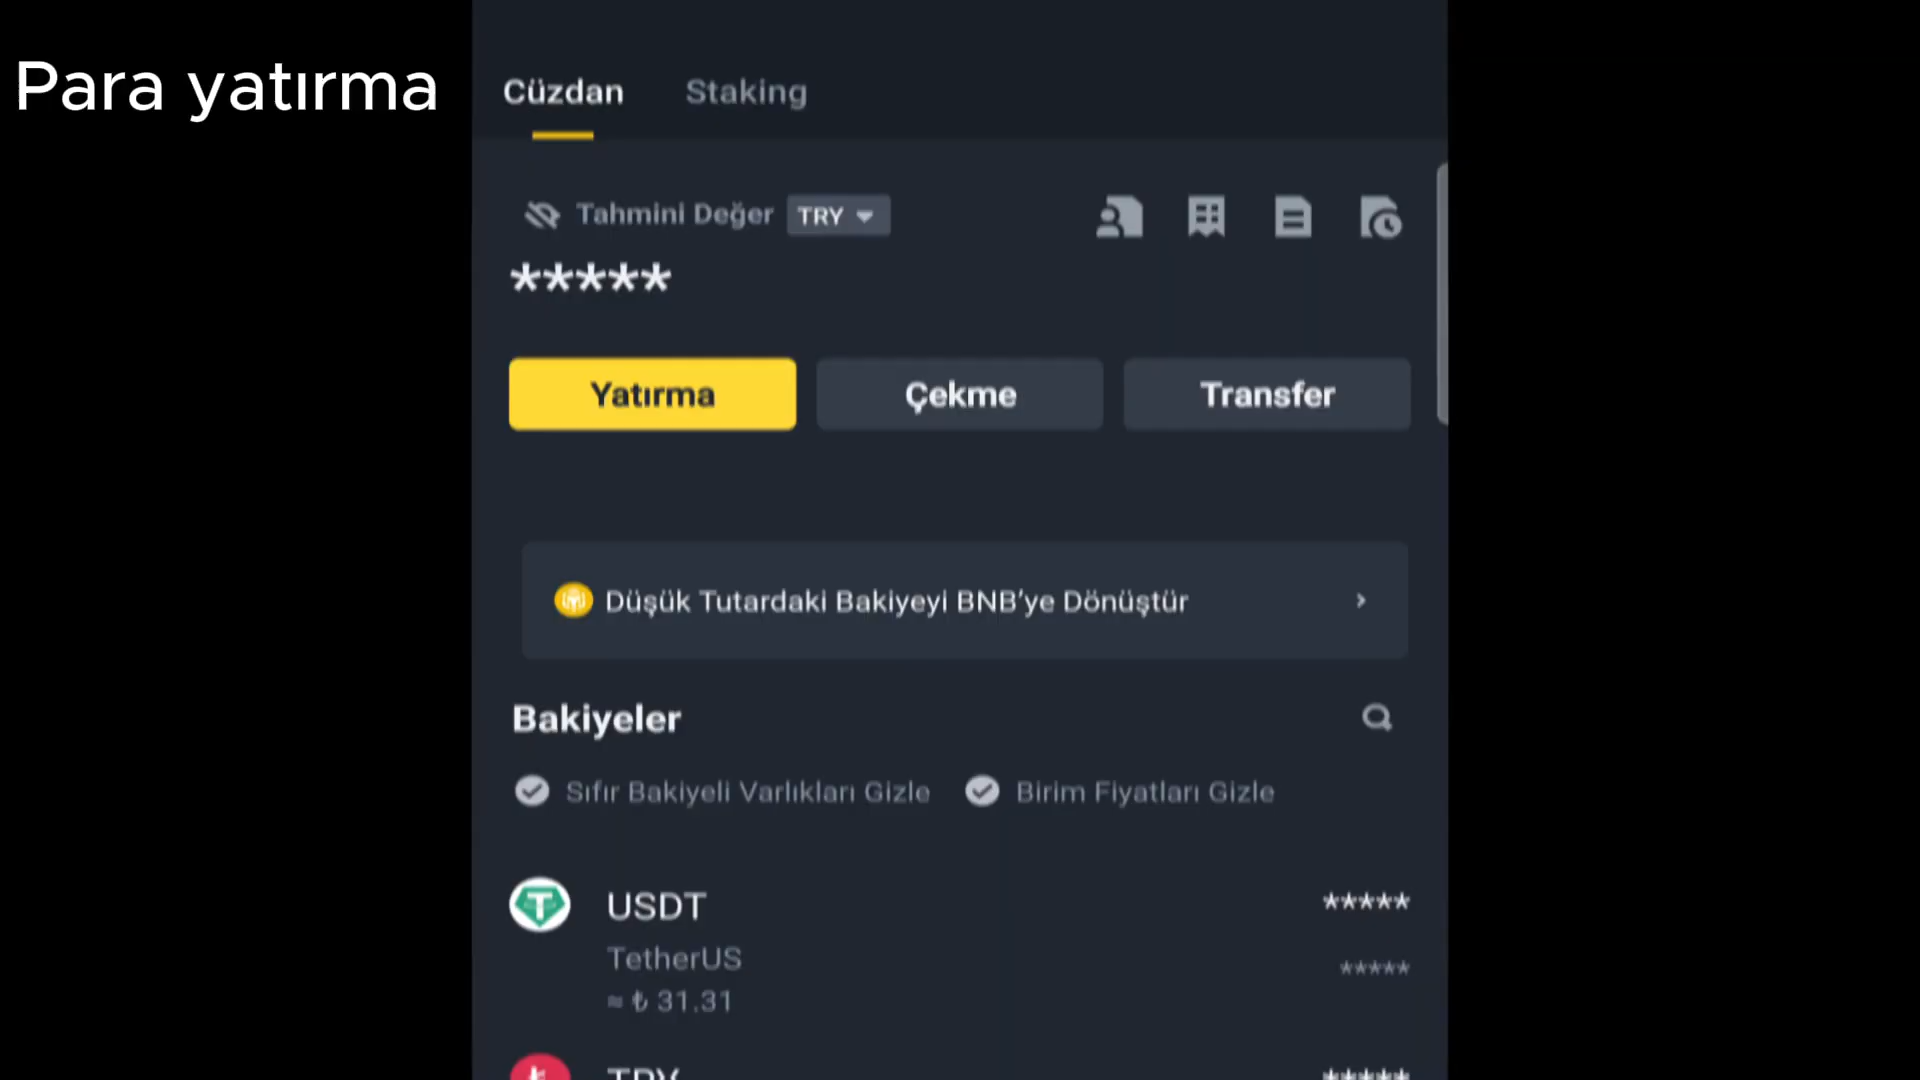 Para yatırma
Cüzdan Staking
Tahmini Değer TRY
*****
Yatırma Çekme Transfer
Düşük Tutardaki Bakiyeyi BNB'ye Dönüştür
Bakiyeler
Sıfır Bakiyeli Varlıkları Gizle Birim Fiyatları Gizle
USDT *****
TetherUS *****
≈ ₺ 31.31
TRY *****